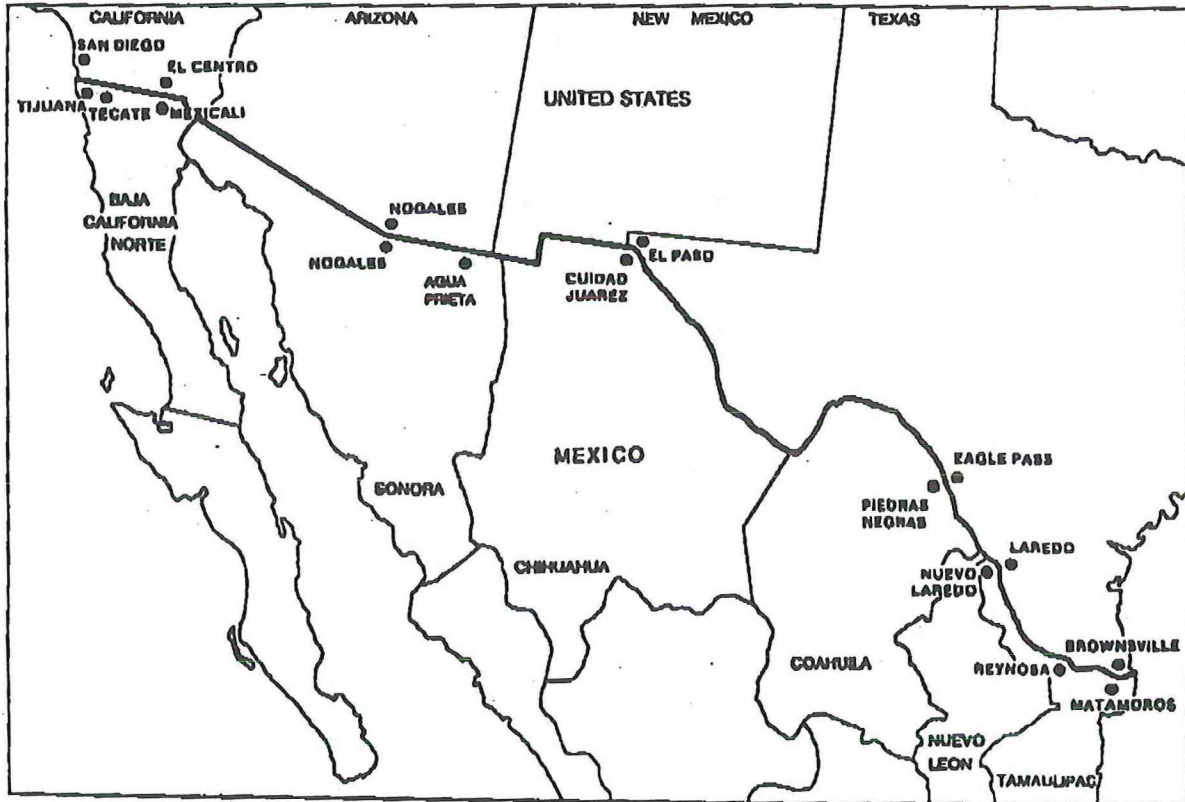 CALIFORNIA
ARIZONA
NEW MEXICO
TEXAS
SAN DIEGO
EL CENTRO
UNITED STATES
TIJUANA
TECATE
MEXICALI
BAJA
CALIFORNIA
NORTE
NOGALES
NOGALES
AGUA
PRIETA
EL PASO
CUIDAD
JUAREZ
MEXICO
SONORA
CHIHUAHUA
EAGLE PASS
PIEDRAS
NEGRAS
LAREDO
NUEVO
LAREDO
COAHUILA
BROWNSVILLE
REYNOSA
MATAMOROS
NUEVO
LEON
TAMAULIPAS